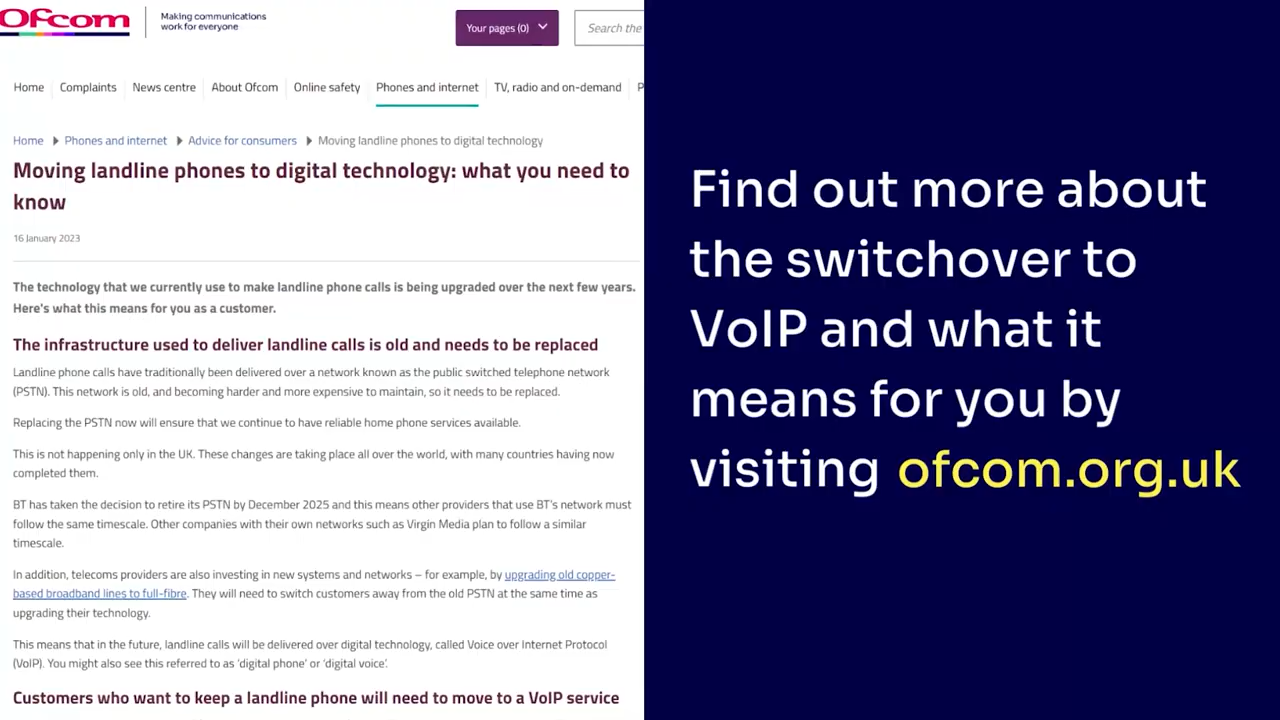 Ofcom
Making communications
work for everyone
Your pages (0)
Search the
Home
Complaints
News centre
About Ofcom
Online safety
Phones and internet
TV, radio and on-demand
P
Home
Phones and internet
Advice for consumers
Moving landline phones to digital technology
Moving landline phones to digital technology: what you need to
know
16 January 2023
The technology that we currently use to make landline phone calls is being upgraded over the next few years.
Here's what this means for you as a customer.
The infrastructure used to deliver landline calls is old and needs to be replaced
Landline phone calls have traditionally been delivered over a network known as the public switched telephone network
(PSTN). This network is old, and becoming harder and more expensive to maintain, so it needs to be replaced.
Replacing the PSTN now will ensure that we continue to have reliable home phone services available.
This is not happening only in the UK. These changes are taking place all over the world, with many countries having now
completed them.
BT has taken the decision to retire its PSTN by December 2025 and this means other providers that use BT's network must
follow the same timescale. Other companies with their own networks such as Virgin Media plan to follow a similar
timescale.
In addition, telecoms providers are also investing in new systems and networks – for example, by upgrading old copper-
based broadband lines to full-fibre. They will need to switch customers away from the old PSTN at the same time as
upgrading their technology.
This means that in the future, landline calls will be delivered over digital technology, called Voice over Internet Protocol
(VoIP). You might also see this referred to as 'digital phone' or 'digital voice'.
Customers who want to keep a landline phone will need to move to a VoIP service
Find out more about
the switchover to
VoIP and what it
means for you by
visiting ofcom.org.uk